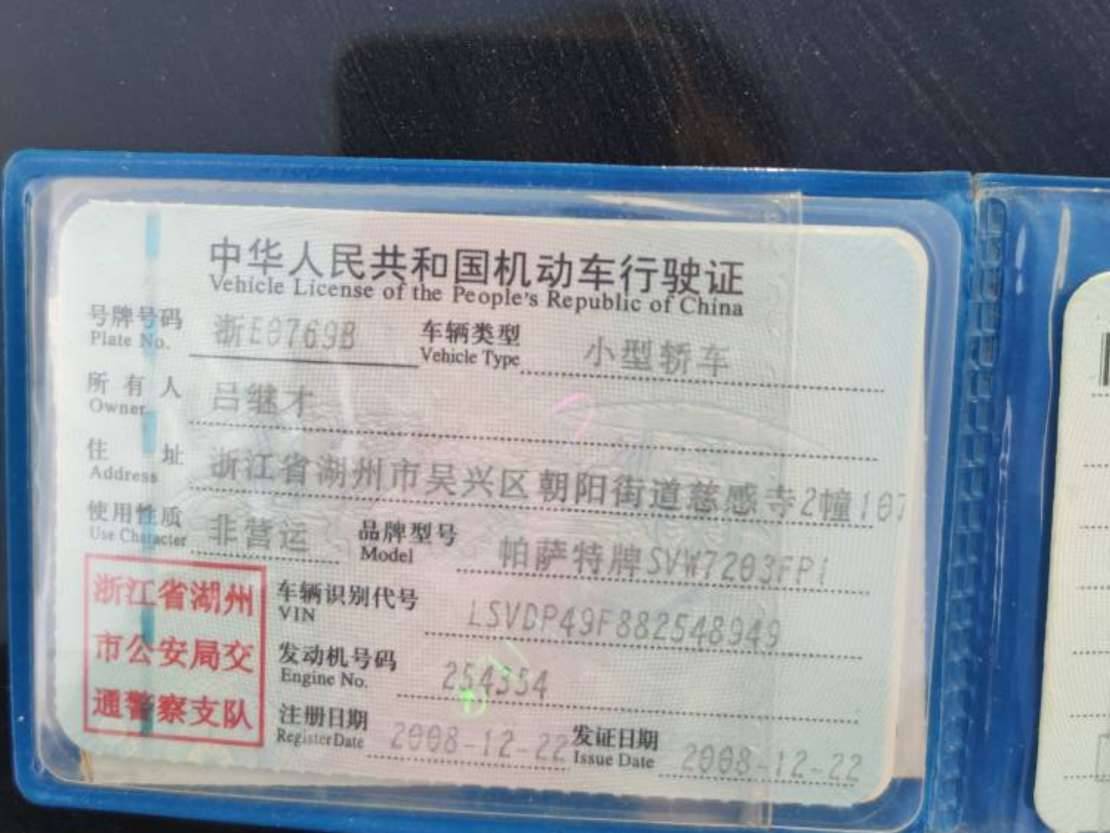 中华人民共和国机动车行驶证
Vehicle License of the People's Republic of China
号牌号码 浙E0769B 车辆类型 小型轿车
Plate No. Vehicle Type
所有人 吕继才
Owner
住址 浙江省湖州市吴兴区朝阳街道慈感寺2幢107
Address
使用性质 非营运 品牌型号 帕萨特牌SVW7203FPi
Use Character Model
浙江省湖州
市公安局交
通警察支队
车辆识别代号 LSVDP49F882548949
VIN
发动机号码 254354
Engine No.
注册日期 2008-12-22 发证日期 2008-12-22
Register Date Issue Date